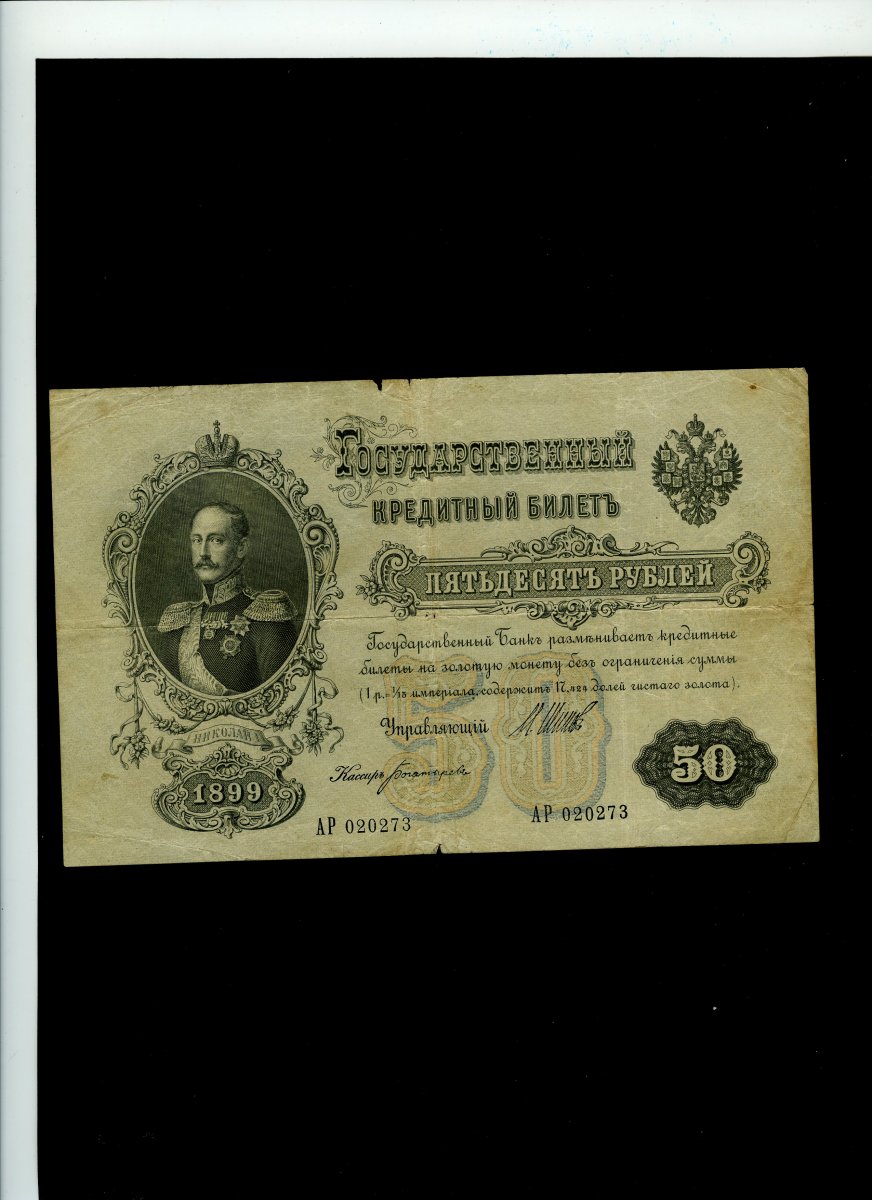 Государственный
кредитный билетъ
пятьдесятъ рублей
Государственный Банкъ размѣниваетъ кредитные
билеты на золотую монету безъ ограниченія суммы
(1 р.=1/15 имперіала, содержитъ 17,424 долей чистаго золота).
Управляющій
50
50
Кассиръ
НИКОЛАЙ I
1899
АР 020273
АР 020273